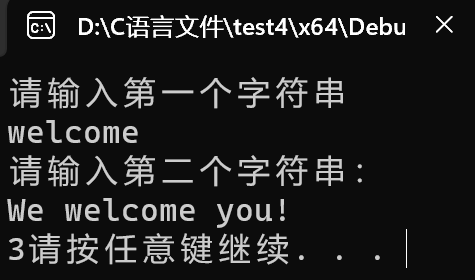 D:\C语言文件\test4\x64\Debu
请输入第一个字符串
welcome
请输入第二个字符串:
We welcome you!
3请按任意键继续. . .